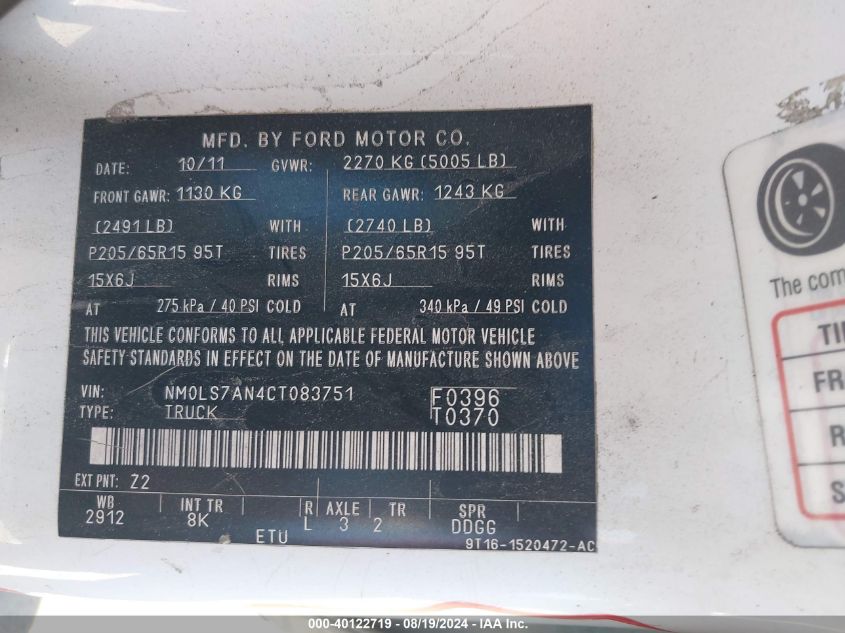 MFD. BY FORD MOTOR CO.
DATE: 10/11 GVWR: 2270 KG (5005 LB)
FRONT GAWR: 1130 KG REAR GAWR: 1243 KG
(2491 LB) WITH (2740 LB) WITH
P205/65R15 95T TIRES P205/65R15 95T TIRES
15X6J RIMS 15X6J RIMS
AT 275 kPa / 40 PSI COLD AT 340 kPa / 49 PSI COLD
THIS VEHICLE CONFORMS TO ALL APPLICABLE FEDERAL MOTOR VEHICLE
SAFETY STANDARDS IN EFFECT ON THE DATE OF MANUFACTURE SHOWN ABOVE
VIN: NM0LS7AN4CT083751 F0396
TYPE: TRUCK T0370
EXT PNT: Z2
WB INT TR R AXLE TR SPR
2912 8K L 3 2 DDGG
ETU 9T16-1520472-AC
The com
TI
FR
R
S
000-40122719 - 08/19/2024 - IAA Inc.